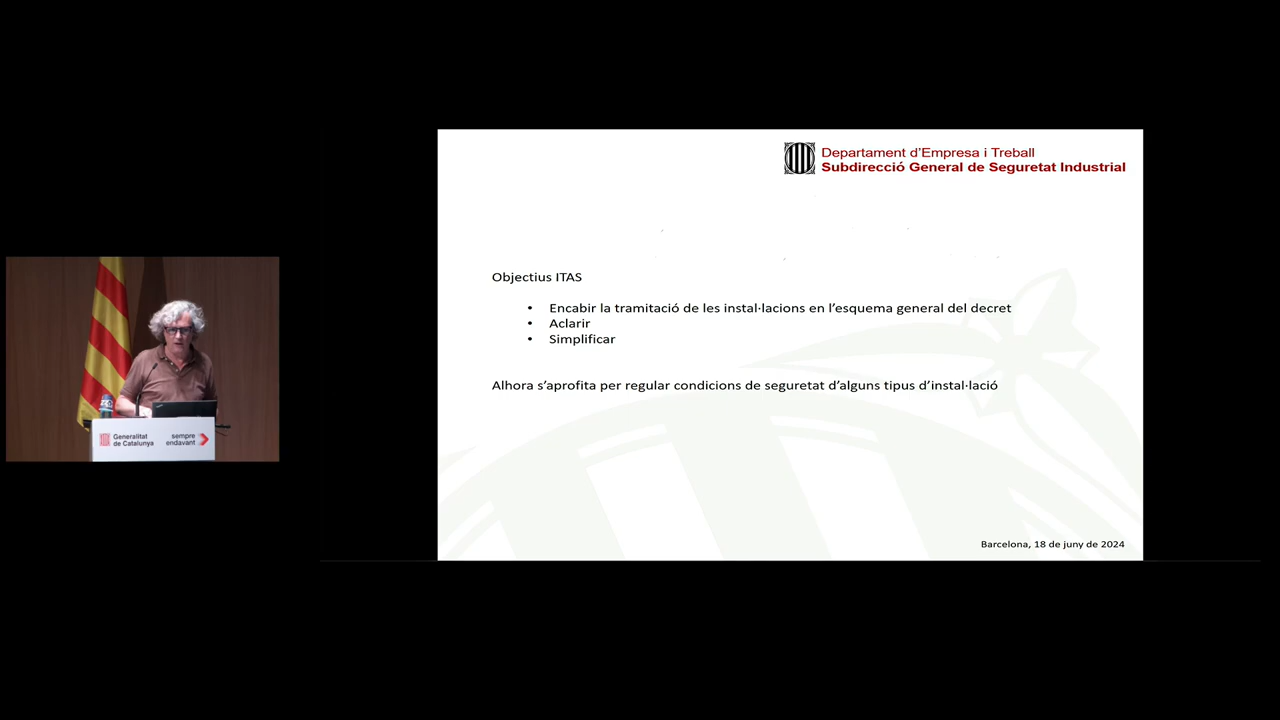 Departament d'Empresa i Treball
Subdirecció General de Seguretat Industrial
Objectius ITAS
• Encabir la tramitació de les instal·lacions en l'esquema general del decret
• Aclarir
• Simplificar
Alhora s'aprofita per regular condicions de seguretat d'alguns tipus d'instal·lació
Barcelona, 18 de juny de 2024
Generalitat
de Catalunya
sempre
endavant